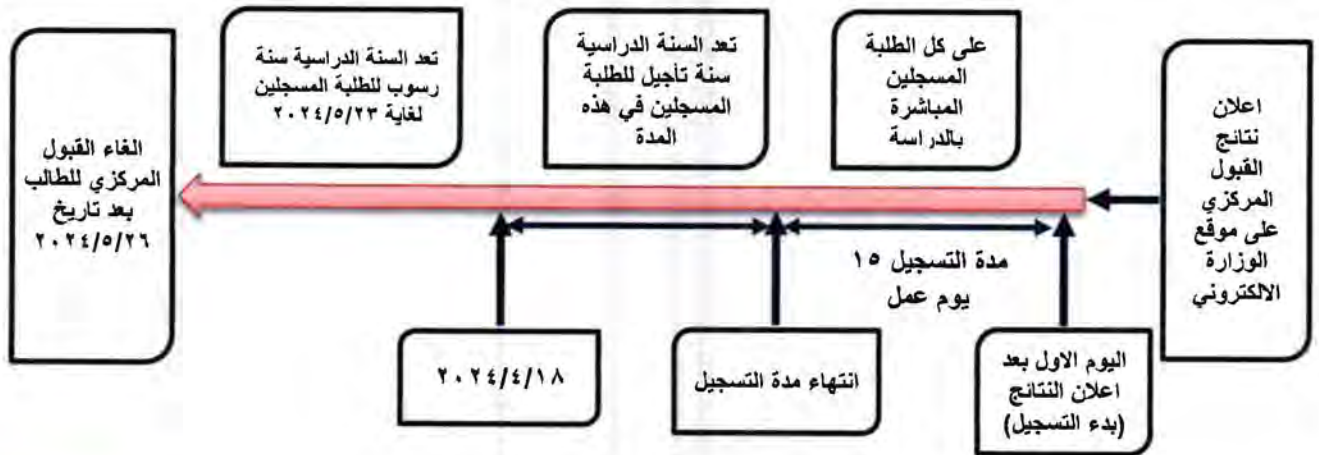 اعلان
نتائج
القبول
المركزي
على موقع
الوزارة
الالكتروني
على كل الطلبة
المسجلين
المباشرة
بالدراسة
تعد السنة الدراسية
سنة تأجيل للطلبة
المسجلين في هذه
المدة
تعد السنة الدراسية سنة
رسوب للطلبة المسجلين
لغاية ٢٠٢٤/٥/٢٣
الغاء القبول
المركزي للطالب
بعد تاريخ
٢٠٢٤/٥/٢٦
مدة التسجيل ١٥
يوم عمل
اليوم الاول بعد
اعلان النتائج
(بدء التسجيل)
انتهاء مدة التسجيل
٢٠٢٤/٤/١٨